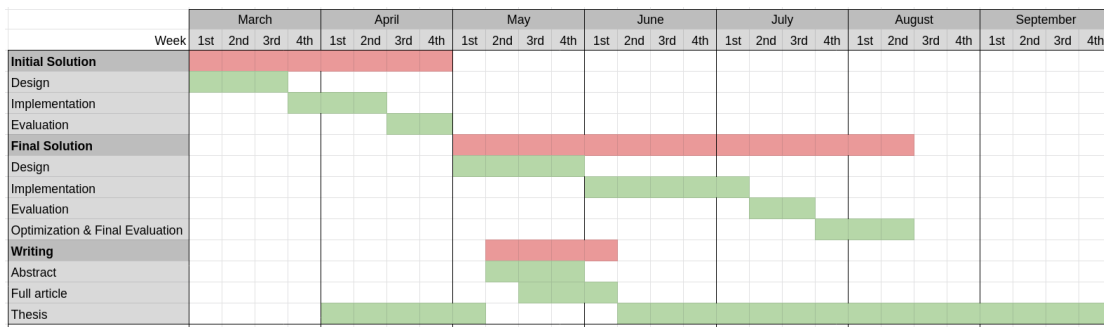 March April May June July August September
Week 1st 2nd 3rd 4th 1st 2nd 3rd 4th 1st 2nd 3rd 4th 1st 2nd 3rd 4th 1st 2nd 3rd 4th 1st 2nd 3rd 4th 1st 2nd 3rd 4th
Initial Solution
Design
Implementation
Evaluation
Final Solution
Design
Implementation
Evaluation
Optimization & Final Evaluation
Writing
Abstract
Full article
Thesis